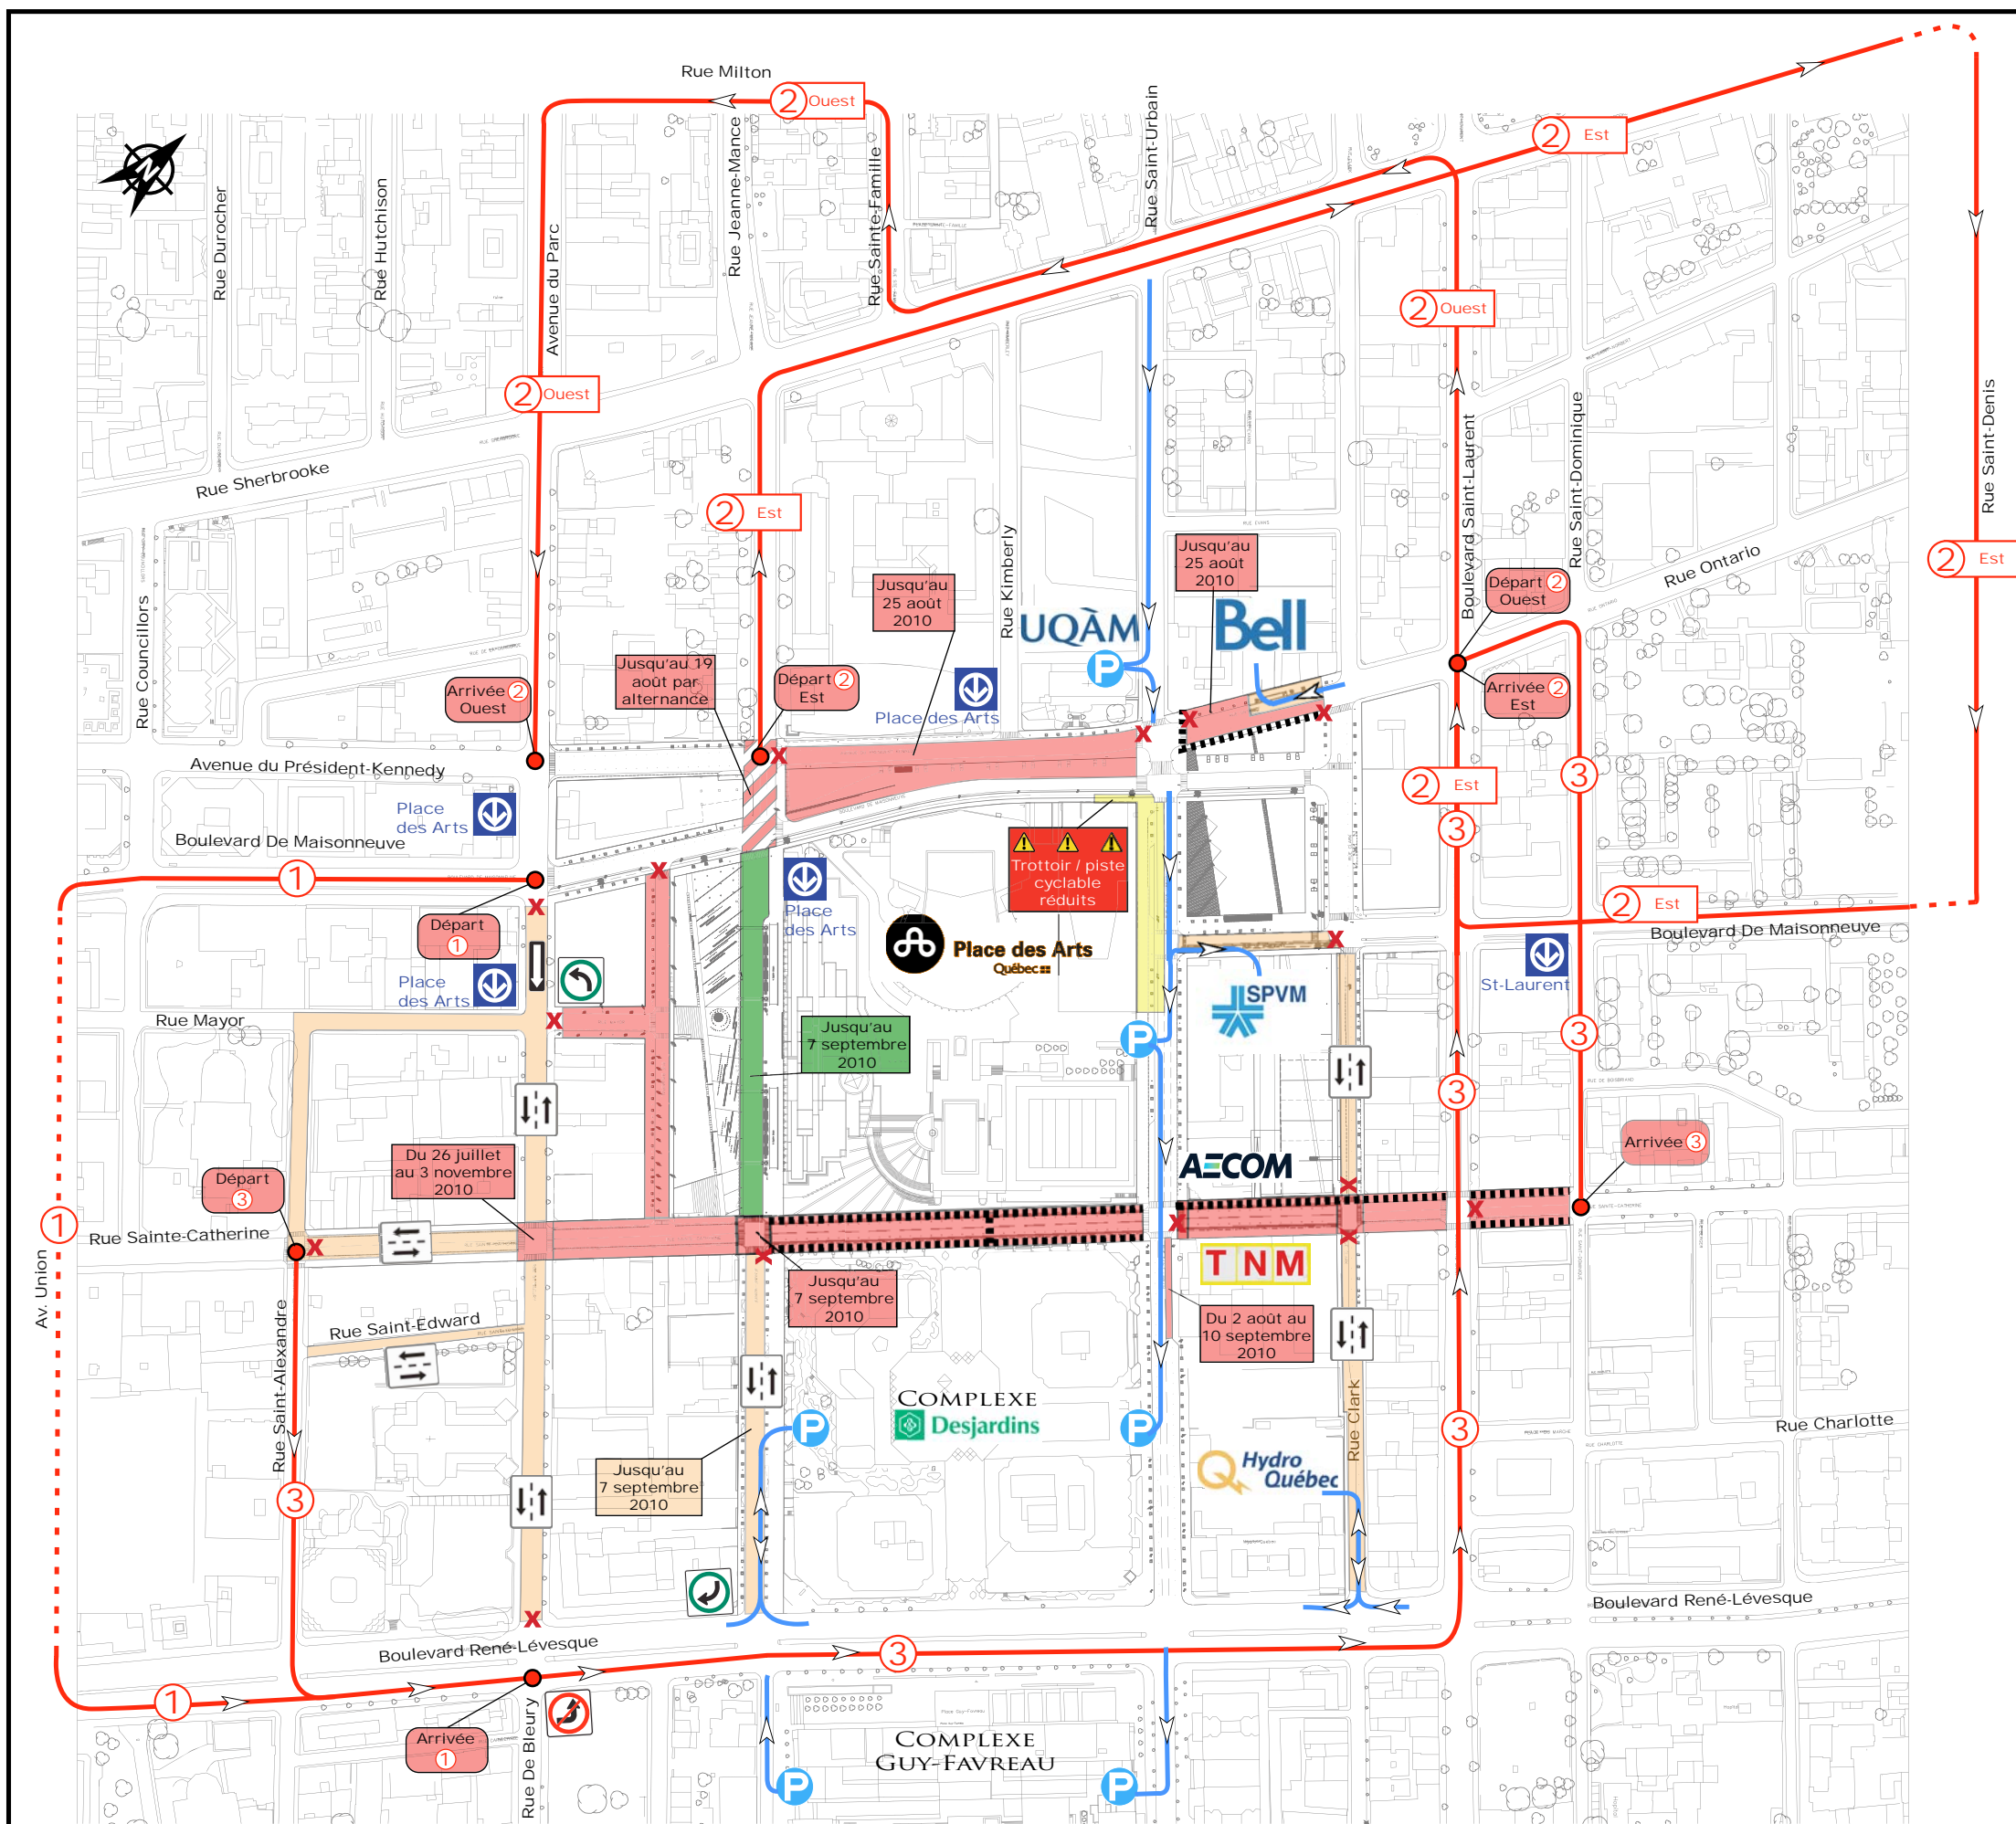 Rue Milton
2 Ouest
2 Est
N
Rue Durocher
Rue Hutchison
Avenue du Parc
Rue Jeanne-Mance
Rue Sainte-Famille
Rue Saint-Urbain
2 Ouest
2 Ouest
Rue Sherbrooke
2 Est
Rue Kimberly
Boulevard Saint-Laurent
Rue Saint-Dominique
Rue Saint-Denis
RUE EVANS
Rue Ontario
2 Est
Jusqu'au
25 août
2010
Jusqu'au
25 août
2010
Départ 2
Ouest
UQÀM
Bell
P
Rue Councillors
Jusqu'au 19
août par
alternance
Départ 2
Est
Arrivée 2
Ouest
Arrivée 2
Est
Place des Arts
Avenue du Président-Kennedy
X
X
X
X
3
2 Est
Place
des Arts
Boulevard De Maisonneuve
3
Trottoir / piste
cyclable
réduits
1
X
X
Place
des Arts
2 Est
Départ
1
Place des Arts
Québec
Boulevard De Maisonneuve
X
Place
des Arts
SPVM
St-Laurent
Rue Mayor
X
Jusqu'au
7 septembre
2010
P
3
3
Du 26 juillet
au 3 novembre
2010
Départ
3
Arrivée 3
AECOM
X
Av. Union
1
Rue Sainte-Catherine
X
X
X
X
X
TNM
Jusqu'au
7 septembre
2010
Du 2 août au
10 septembre
2010
Rue Saint-Edward
Rue Saint-Alexandre
COMPLEXE
Desjardins
P
P
Rue Clark
3
Rue Charlotte
RUE CHARLOTTE
Jusqu'au
7 septembre
2010
Hydro
Québec
3
X
Boulevard René-Lévesque
Boulevard René-Lévesque
3
1
Arrivée
1
Rue De Bleury
COMPLEXE
GUY-FAVREAU
P
P